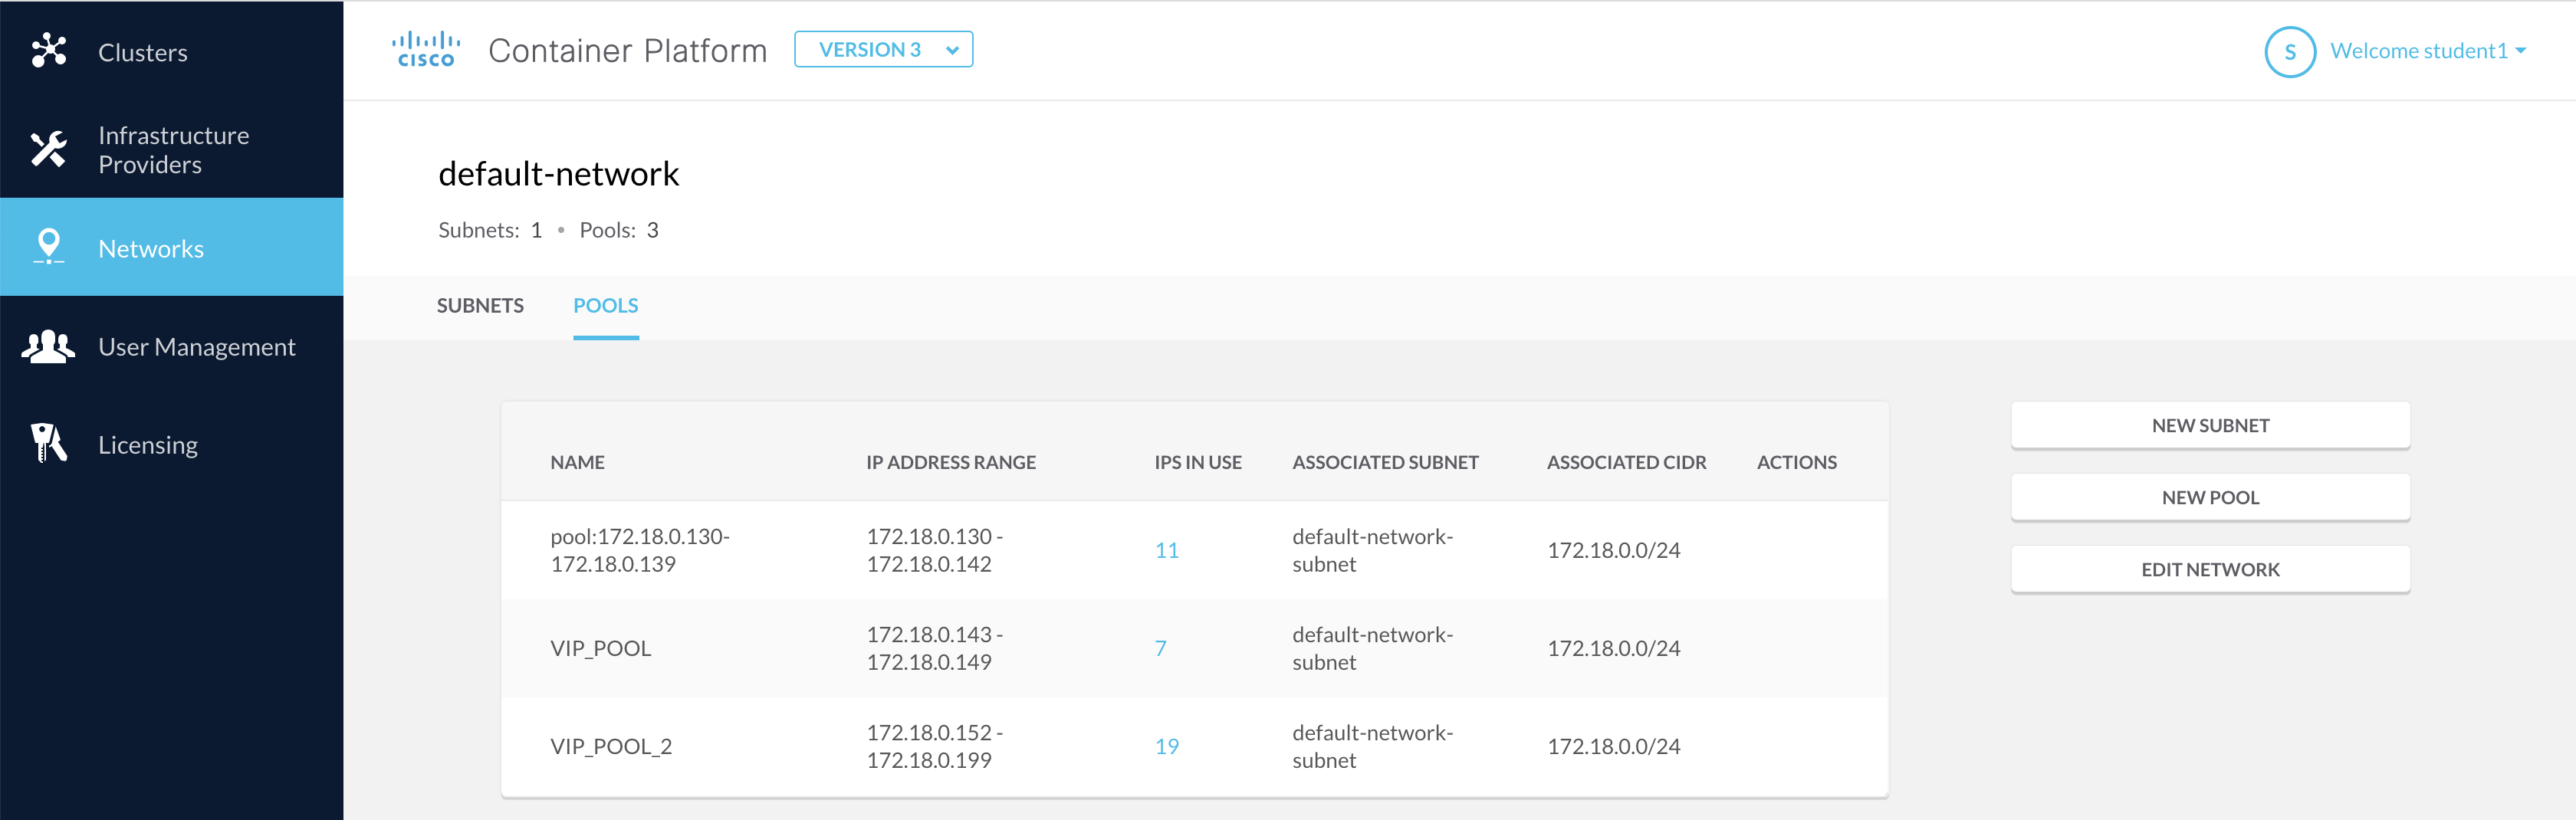 Clusters
Infrastructure
Providers
Networks
User Management
Licensing
CISCO
Container Platform
VERSION 3
S
Welcome student1
default-network
Subnets: 1 • Pools: 3
SUBNETS
POOLS
NAME
IP ADDRESS RANGE
IPS IN USE
ASSOCIATED SUBNET
ASSOCIATED CIDR
ACTIONS
pool:172.18.0.130-
172.18.0.139
172.18.0.130 -
172.18.0.142
11
default-network-
subnet
172.18.0.0/24
VIP_POOL
172.18.0.143 -
172.18.0.149
7
default-network-
subnet
172.18.0.0/24
VIP_POOL_2
172.18.0.152 -
172.18.0.199
19
default-network-
subnet
172.18.0.0/24
NEW SUBNET
NEW POOL
EDIT NETWORK